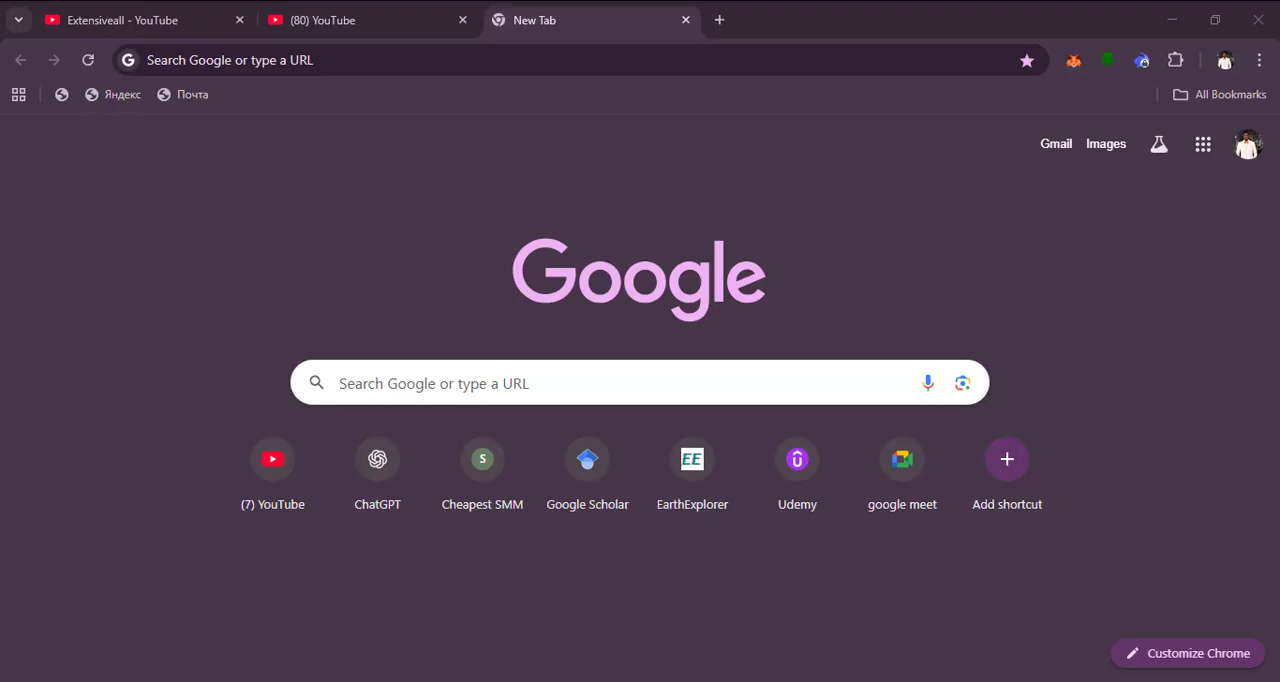 Extensiveall - YouTube
(80) YouTube
New Tab
Search Google or type a URL
Яндекс
Почта
All Bookmarks
Gmail
Images
Google
Search Google or type a URL
S
EE
(7) YouTube
ChatGPT
Cheapest SMM
Google Scholar
EarthExplorer
Udemy
google meet
Add shortcut
Customize Chrome